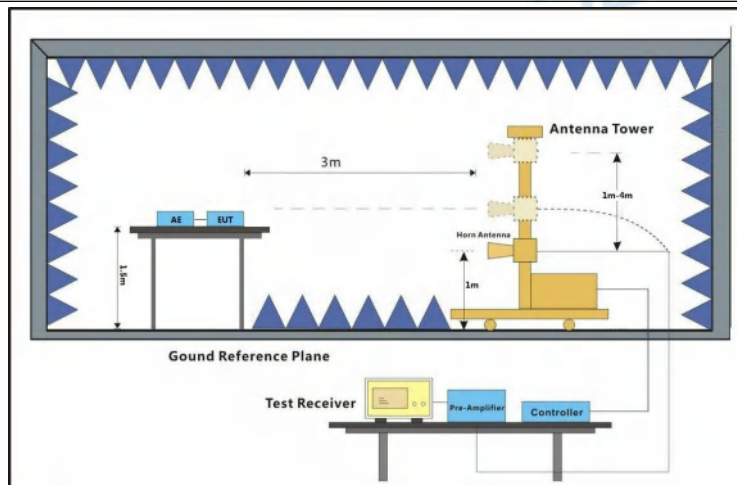 Antenna Tower
3m
1m-4m
AE
EUT
Horn Antenna
1.5m
1m
Gound Reference Plane
Test Receiver
Pre-Amplifier
Controller